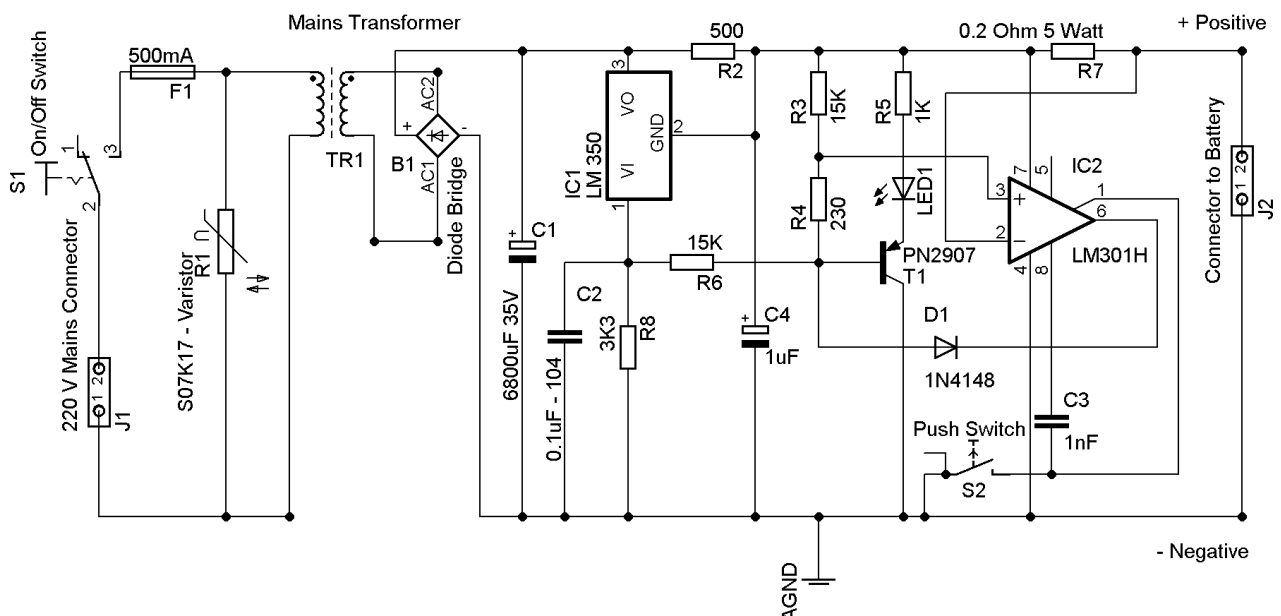 Mains Transformer
500
0.2 Ohm 5 Watt
+ Positive
500mA
F1
On/Off Switch
S1
1
3
2
TR1
AC2
+
-
B1
AC1
Diode Bridge
3
VO
GND
2
VI
1
IC1
LM 350
R2
R3
15K
R5
1K
R7
7
5
IC2
3
+
2
−
1
6
4
8
LM301H
R4
230
LED1
Connector to Battery
1 2
J2
220 V Mains Connector
1 2
J1
S07K17 - Varistor
R1
+
C1
6800uF 35V
15K
R6
PN2907
T1
C2
0.1uF - 104
3K3
R8
+
C4
1uF
D1
1N4148
C3
1nF
Push Switch
S2
- Negative
AGND